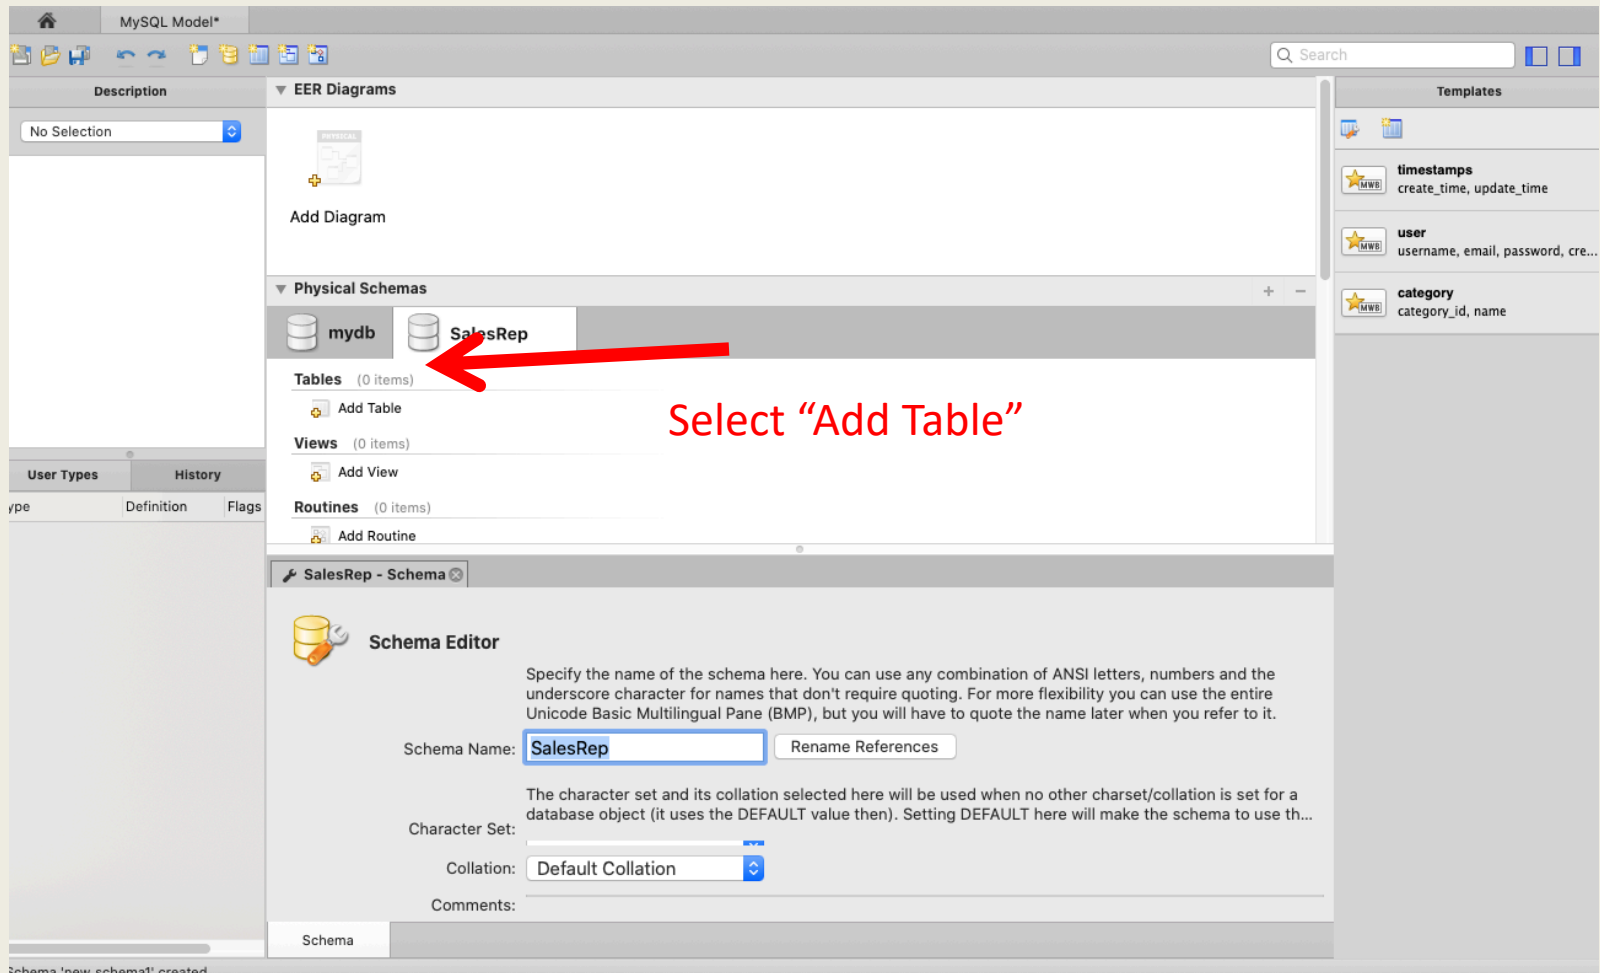 MySQL Model*
Search
Description
No Selection
EER Diagrams
PHYSICAL
Add Diagram
Physical Schemas
+ −
mydb
SalesRep
Tables (0 items)
Add Table
Select “Add Table”
Views (0 items)
Add View
Routines (0 items)
Add Routine
User Types
History
ype
Definition
Flags
Templates
timestamps
create_time, update_time
MWB
user
username, email, password, cre...
MWB
category
category_id, name
MWB
SalesRep - Schema
Schema Editor
Specify the name of the schema here. You can use any combination of ANSI letters, numbers and the
underscore character for names that don't require quoting. For more flexibility you can use the entire
Unicode Basic Multilingual Pane (BMP), but you will have to quote the name later when you refer to it.
Schema Name: SalesRep
Rename References
The character set and its collation selected here will be used when no other charset/collation is set for a
database object (it uses the DEFAULT value then). Setting DEFAULT here will make the schema to use th...
Character Set:
Collation: Default Collation
Comments:
Schema
Schema 'new_schema1' created